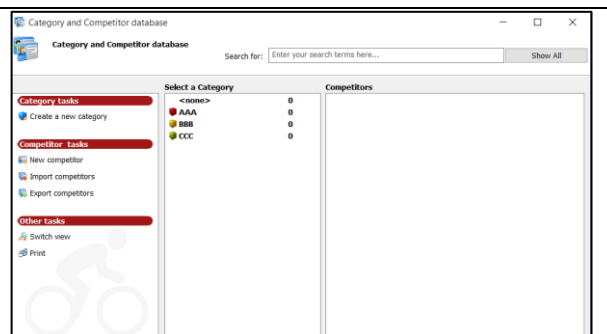 Category and Competitor database
Category and Competitor database
Search for: Enter your search terms here... Show All
Select a Category Competitors
<none> 0
AAA 0
BBB 0
CCC 0
Category tasks
Create a new category
Competitor tasks
New competitor
Import competitors
Export competitors
Other tasks
Switch view
Print